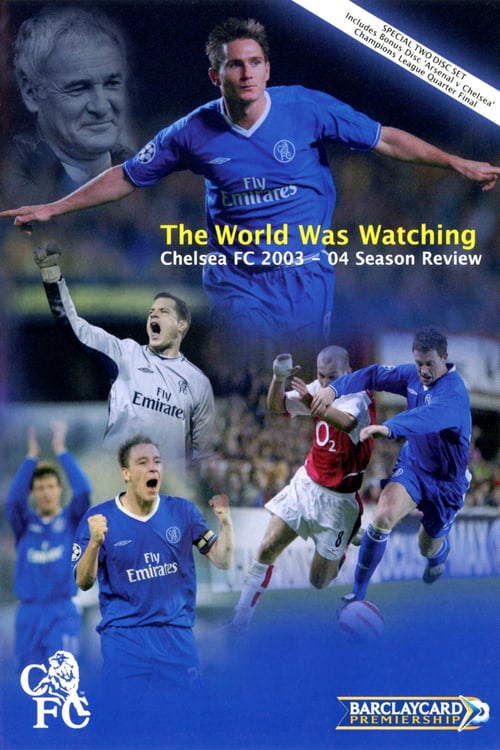 SPECIAL TWO DISC SET
Includes Bonus Disc 'Arsenal v Chelsea'
Champions League Quarter Final
Fly
Emirates
The World Was Watching
Chelsea FC 2003 – 04 Season Review
Fly
Emirates
O2
8
Fly
Emirates
CFC
BARCLAYCARD
PREMIERSHIP